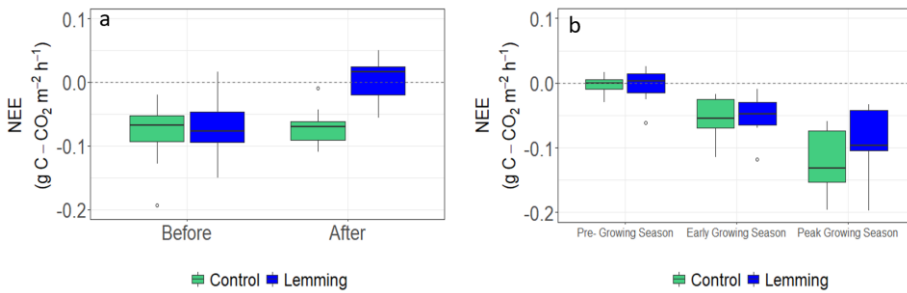 a
0.1
0.0
-0.1
-0.2
NEE
(g C – CO₂ m⁻² h⁻¹)
Before After
Control Lemming
b
0.1
0.0
-0.1
-0.2
NEE
(g C – CO₂ m⁻² h⁻¹)
Pre- Growing Season Early Growing Season Peak Growing Season
Control Lemming